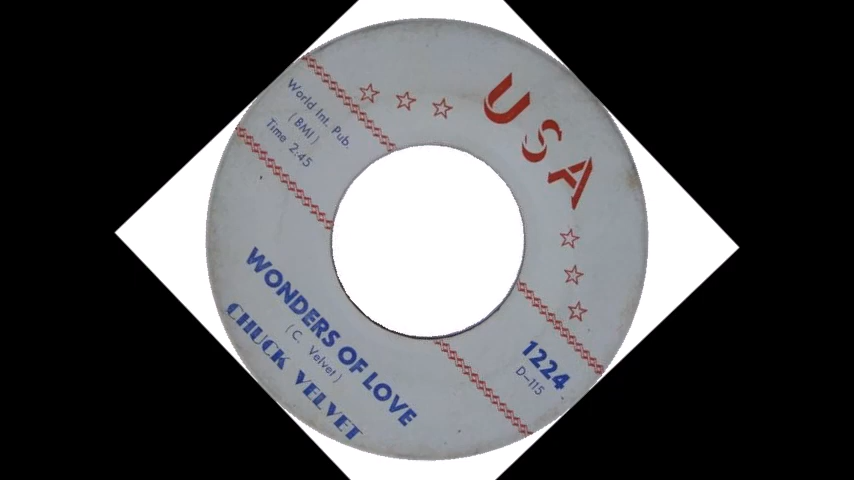 USA
World Int. Pub.
(BMI)
Time 2:45
1224
D-115
WONDERS OF LOVE
(C. Velvet)
CHUCK VELVET